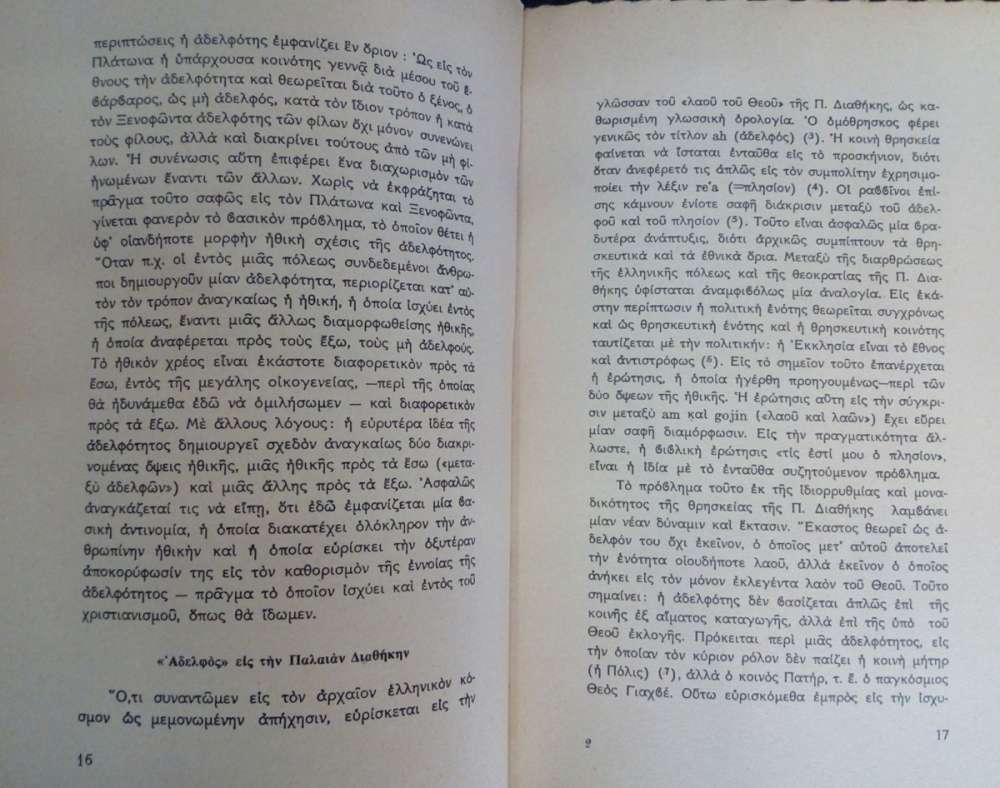 περιπτώσεις ἡ ἀδελφότης ἐμφανίζει ἓν ὅριον : Ὡς εἰς τὸν
Πλάτωνα ἡ ὑπάρχουσα κοινότης γεννᾷ διὰ μέσου τοῦ ἔ-
θνους τὴν ἀδελφότητα καὶ θεωρεῖται διὰ τοῦτο ὁ ξένος, ὁ
βάρβαρος, ὡς μὴ ἀδελφός, κατὰ τὸν ἴδιον τρόπον ἡ κατὰ
τὸν Ξενοφῶντα ἀδελφότης τῶν φίλων ὄχι μόνον συνενώνει
τοὺς φίλους, ἀλλὰ καὶ διακρίνει τούτους ἀπὸ τῶν μὴ φί-
λων. Ἡ συνένωσις αὕτη ἐπιφέρει ἕνα διαχωρισμὸν τῶν
ἡνωμένων ἔναντι τῶν ἄλλων. Χωρὶς νὰ ἐκφράζηται τὸ
πρᾶγμα τοῦτο σαφῶς εἰς τὸν Πλάτωνα καὶ Ξενοφῶντα,
γίνεται φανερὸν τὸ βασικὸν πρόβλημα, τὸ ὁποῖον θέτει ἡ
ὑφ' οἱανδήποτε μορφὴν ἠθικὴ σχέσις τῆς ἀδελφότητος.
Ὅταν π.χ. οἱ ἐντὸς μιᾶς πόλεως συνδεδεμένοι ἄνθρω-
ποι δημιουργοῦν μίαν ἀδελφότητα, περιορίζεται κατ' αὐ-
τὸν τὸν τρόπον ἀναγκαίως ἡ ἠθική, ἡ ὁποία ἰσχύει ἐντὸς
τῆς πόλεως, ἔναντι μιᾶς ἄλλως διαμορφωθείσης ἠθικῆς,
ἡ ὁποία ἀναφέρεται πρὸς τοὺς ἔξω, τοὺς μὴ ἀδελφούς.
Τὸ ἠθικὸν χρέος εἶναι ἑκάστοτε διαφορετικὸν πρὸς τὰ
ἔσω, ἐντὸς τῆς μεγάλης οἰκογενείας, —περὶ τῆς ὁποίας
θὰ ἠδυνάμεθα ἐδῶ νὰ ὁμιλήσωμεν — καὶ διαφορετικὸν
πρὸς τὰ ἔξω. Μὲ ἄλλους λόγους : ἡ εὐρυτέρα ἰδέα τῆς
ἀδελφότητος δημιουργεῖ σχεδὸν ἀναγκαίως δύο διακρι-
νομένας ὄψεις ἠθικῆς, μιᾶς ἠθικῆς πρὸς τὰ ἔσω («μετα-
ξὺ ἀδελφῶν») καὶ μιᾶς ἄλλης πρὸς τὰ ἔξω. Ἀσφαλῶς
ἀναγκάζεταί τις νὰ εἴπῃ, ὅτι ἐδῶ ἐμφανίζεται μία βα-
σικὴ ἀντινομία, ἡ ὁποία διακατέχει ὁλόκληρον τὴν ἀν-
θρωπίνην ἠθικὴν καὶ ἡ ὁποία εὑρίσκει τὴν ὀξυτέραν
ἀποκορύφωσίν της εἰς τὸν καθορισμὸν τῆς ἐννοίας τῆς
ἀδελφότητος — πρᾶγμα τὸ ὁποῖον ἰσχύει καὶ ἐντὸς τοῦ
χριστιανισμοῦ, ὅπως θὰ ἴδωμεν.
«Ἀδελφὸς» εἰς τὴν Παλαιὰν Διαθήκην
Ὅ,τι συναντῶμεν εἰς τὸν ἀρχαῖον ἑλληνικὸν κό-
σμον ὡς μεμονωμένην ἀπήχησιν, εὑρίσκεται εἰς τὴν
16
γλῶσσαν τοῦ «λαοῦ τοῦ Θεοῦ» τῆς Π. Διαθήκης, ὡς κα-
θωρισμένη γλωσσικὴ ὁρολογία. Ὁ ὁμόθρησκος φέρει
γενικῶς τὸν τίτλον ah (ἀδελφός) (3). Ἡ κοινὴ θρησκεία
φαίνεται νὰ ἵσταται ἐνταῦθα εἰς τὸ προσκήνιον, διότι
ὅταν ἀνεφέρετό τις ἁπλῶς εἰς τὸν συμπολίτην ἐχρησιμο-
ποίει τὴν λέξιν re'a (=πλησίον) (4). Οἱ ραββῖνοι ἐπί-
σης κάμνουν ἐνίοτε σαφῆ διάκρισιν μεταξὺ τοῦ ἀδελ-
φοῦ καὶ τοῦ πλησίον (5). Τοῦτο εἶναι ἀσφαλῶς μία βρα-
δυτέρα ἀνάπτυξις, διότι ἀρχικῶς συμπίπτουν τὰ θρη-
σκευτικὰ καὶ τὰ ἐθνικὰ ὅρια. Μεταξὺ τῆς διαρθρώσεως
τῆς ἑλληνικῆς πόλεως καὶ τῆς θεοκρατίας τῆς Π. Δια-
θήκης ὑφίσταται ἀναμφιβόλως μία ἀναλογία. Εἰς ἑκά-
στην περίπτωσιν ἡ πολιτικὴ ἑνότης θεωρεῖται συγχρόνως
καὶ ὡς θρησκευτικὴ ἑνότης καὶ ἡ θρησκευτικὴ κοινότης
ταυτίζεται μὲ τὴν πολιτικήν: ἡ Ἐκκλησία εἶναι τὸ ἔθνος
καὶ ἀντιστρόφως (6). Εἰς τὸ σημεῖον τοῦτο ἐπανέρχεται
ἡ ἐρώτησις, ἡ ὁποία ἠγέρθη προηγουμένως—περὶ τῶν
δύο ὄψεων τῆς ἠθικῆς. Ἡ ἐρώτησις αὕτη εἰς τὴν σύγκρι-
σιν μεταξὺ am καὶ gojin («λαοῦ καὶ λαῶν») ἔχει εὕρει
μίαν σαφῆ διαμόρφωσιν. Εἰς τὴν πραγματικότητα ἄλ-
λωστε, ἡ βιβλικὴ ἐρώτησις «τίς ἐστί μου ὁ πλησίον»,
εἶναι ἡ ἰδία μὲ τὸ ἐνταῦθα συζητούμενον πρόβλημα.
Τὸ πρόβλημα τοῦτο ἐκ τῆς ἰδιορρυθμίας καὶ μονα-
δικότητος τῆς θρησκείας τῆς Π. Διαθήκης λαμβάνει
μίαν νέαν δύναμιν καὶ ἔκτασιν. Ἕκαστος θεωρεῖ ὡς ἀ-
δελφόν του ὄχι ἐκεῖνον, ὁ ὁποῖος μετ' αὐτοῦ ἀποτελεῖ
τὴν ἑνότητα οἱουδήποτε λαοῦ, ἀλλὰ ἐκεῖνον ὁ ὁποῖος
ἀνήκει εἰς τὸν μόνον ἐκλεγέντα λαὸν τοῦ Θεοῦ. Τοῦτο
σημαίνει: ἡ ἀδελφότης δὲν βασίζεται ἁπλῶς ἐπὶ τῆς
κοινῆς ἐξ αἵματος καταγωγῆς, ἀλλὰ ἐπὶ τῆς ὑπὸ τοῦ
Θεοῦ ἐκλογῆς. Πρόκειται περὶ μιᾶς ἀδελφότητος, εἰς
τὴν ὁποίαν τὸν κύριον ρόλον δὲν παίζει ἡ κοινὴ μήτηρ
(ἡ Πόλις) (7), ἀλλὰ ὁ κοινὸς Πατήρ, τ. ἔ. ὁ παγκόσμιος
Θεὸς Γιαχβέ. Οὕτω εὑρισκόμεθα ἐμπρὸς εἰς τὴν ἰσχυ-
2
17